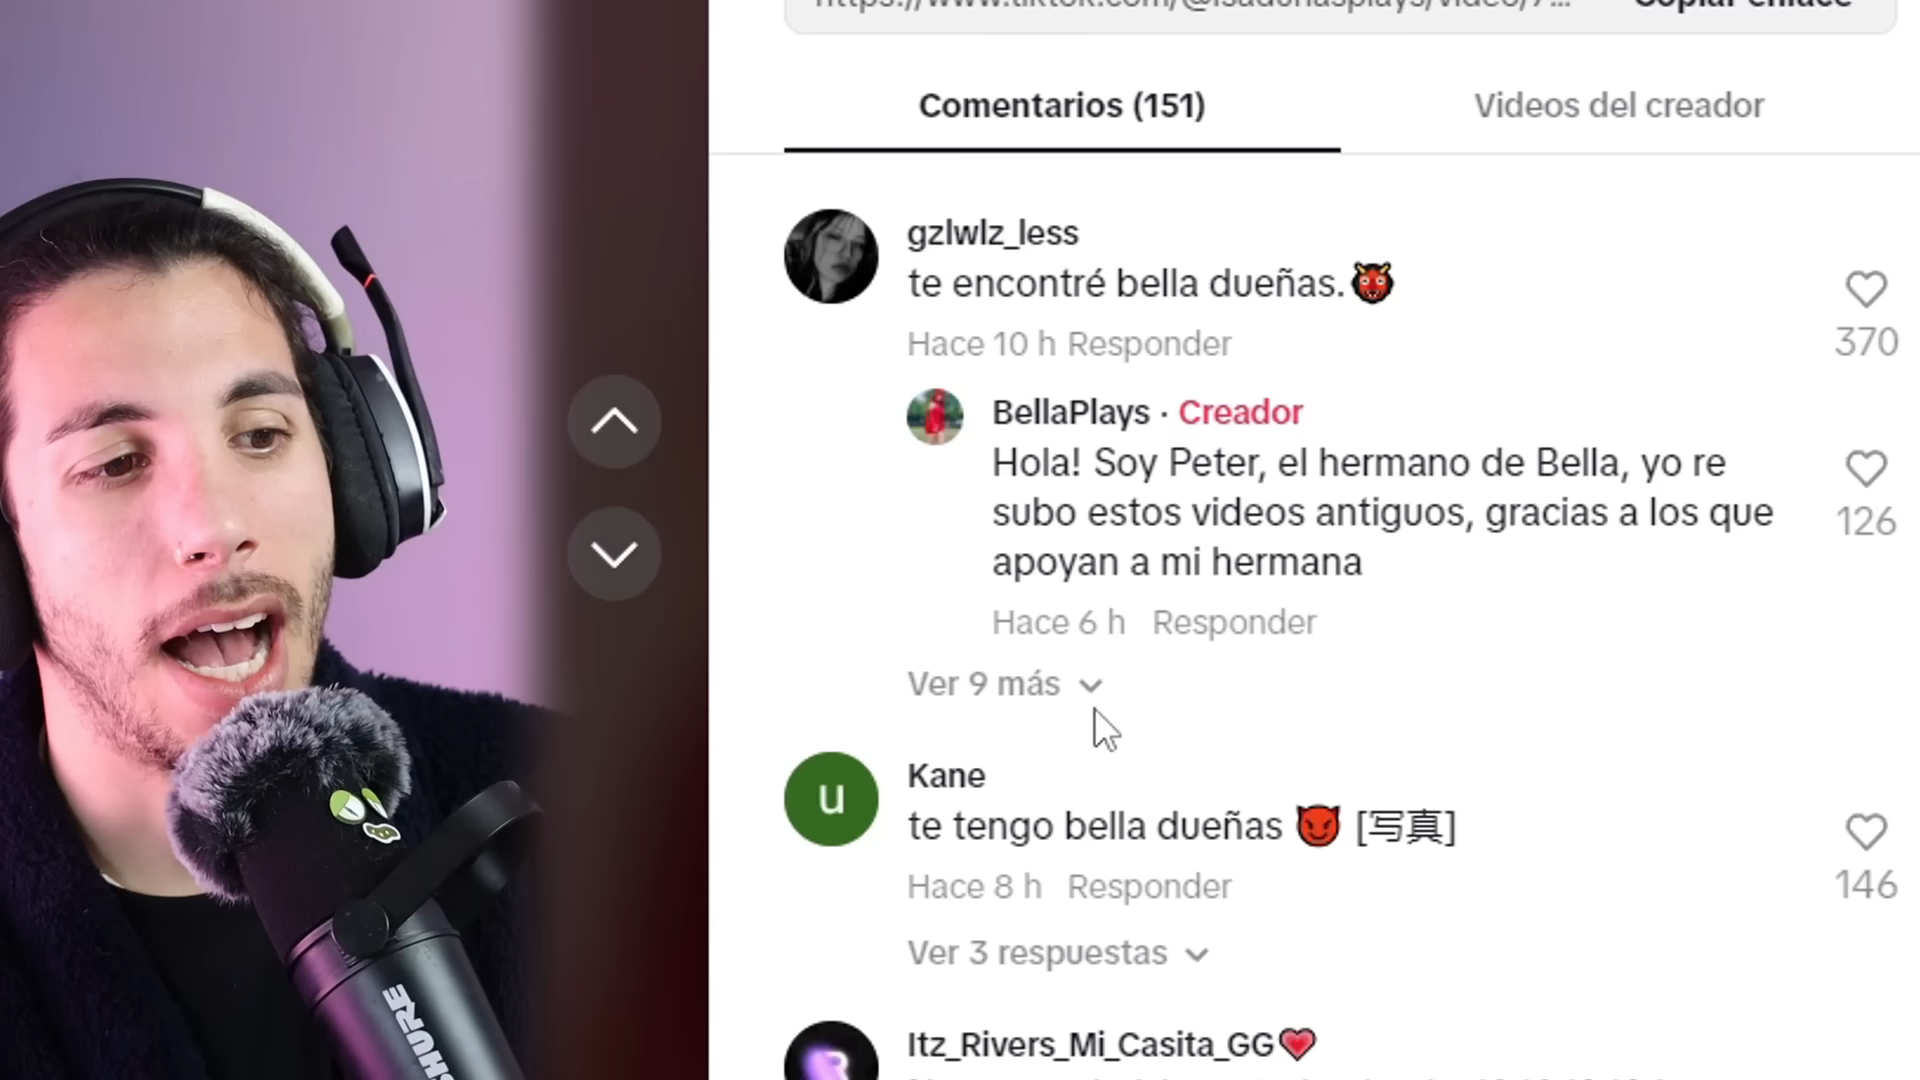 Comentarios (151)
Videos del creador
gzlwlz_less
te encontré bella dueñas.👹
Hace 10 h Responder
370
BellaPlays · Creador
Hola! Soy Peter, el hermano de Bella, yo re
subo estos videos antiguos, gracias a los que
apoyan a mi hermana
126
Hace 6 h Responder
Ver 9 más
u
Kane
te tengo bella dueñas 😈 [写真]
Hace 8 h Responder
146
Ver 3 respuestas
Itz_Rivers_Mi_Casita_GG💗
SHURE